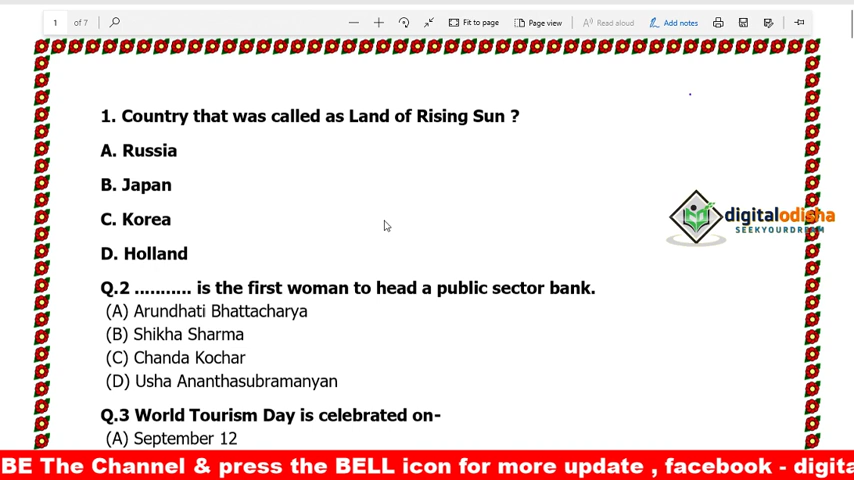 1 of 7 Fit to page Page view Read aloud Add notes
1. Country that was called as Land of Rising Sun ?
A. Russia
B. Japan
C. Korea
D. Holland
digitalodisha
SEEKYOURDREAM
Q.2 ........... is the first woman to head a public sector bank.
(A) Arundhati Bhattacharya
(B) Shikha Sharma
(C) Chanda Kochar
(D) Usha Ananthasubramanyan
Q.3 World Tourism Day is celebrated on-
(A) September 12
BE The Channel & press the BELL icon for more update , facebook - digita